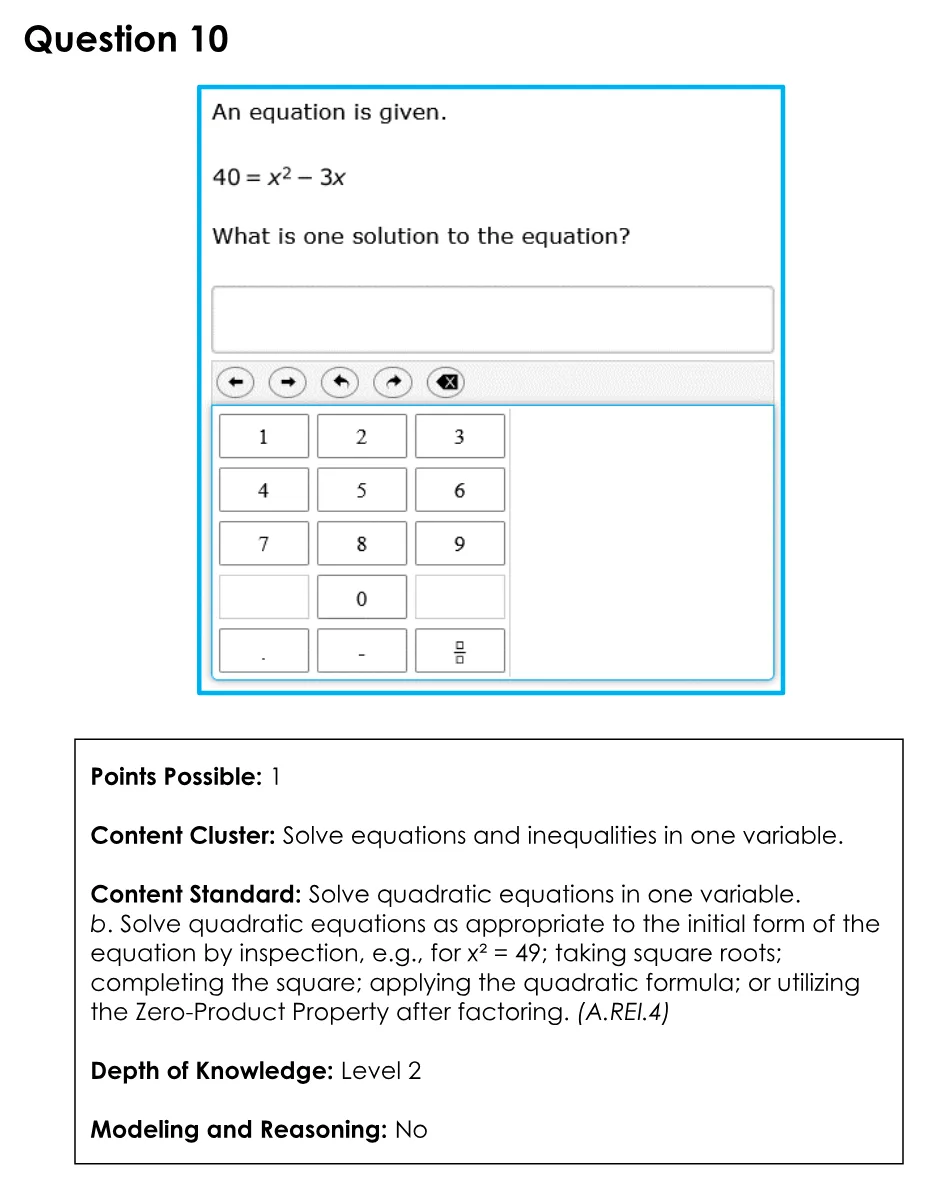 Question 10
An equation is given.
40 = x² – 3x
What is one solution to the equation?
1 2 3
4 5 6
7 8 9
0
. - □/□
Points Possible: 1
Content Cluster: Solve equations and inequalities in one variable.
Content Standard: Solve quadratic equations in one variable.
b. Solve quadratic equations as appropriate to the initial form of the
equation by inspection, e.g., for x² = 49; taking square roots;
completing the square; applying the quadratic formula; or utilizing
the Zero-Product Property after factoring. (A.REI.4)
Depth of Knowledge: Level 2
Modeling and Reasoning: No